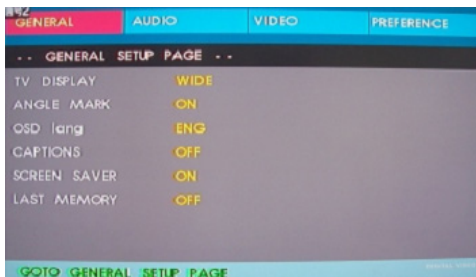 GENERAL AUDIO VIDEO PREFERENCE
-- GENERAL SETUP PAGE --
TV DISPLAY WIDE
ANGLE MARK ON
OSD lang ENG
CAPTIONS OFF
SCREEN SAVER ON
LAST MEMORY OFF
GOTO GENERAL SETUP PAGE